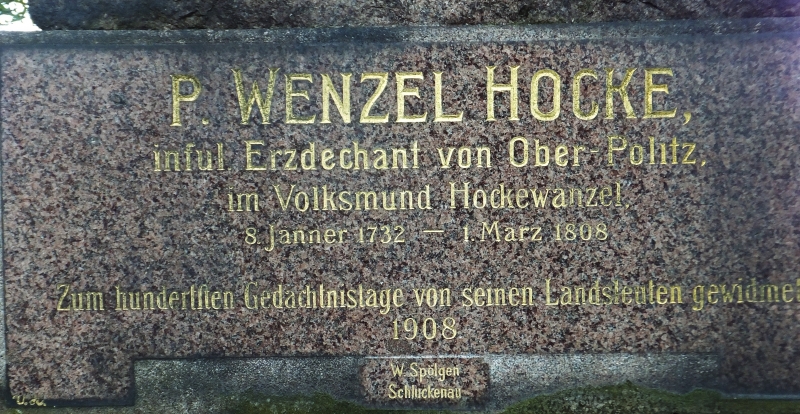 P. WENZEL HOCKE,
inful Erzdechant von Ober-Politz,
im Volksmund Hockewanzel,
8. Jänner 1732 — 1. März 1808
Zum hundertsten Gedächtnistage von seinen Landsleuten gewidmet
1908
W. Spolgen
Schluckenau